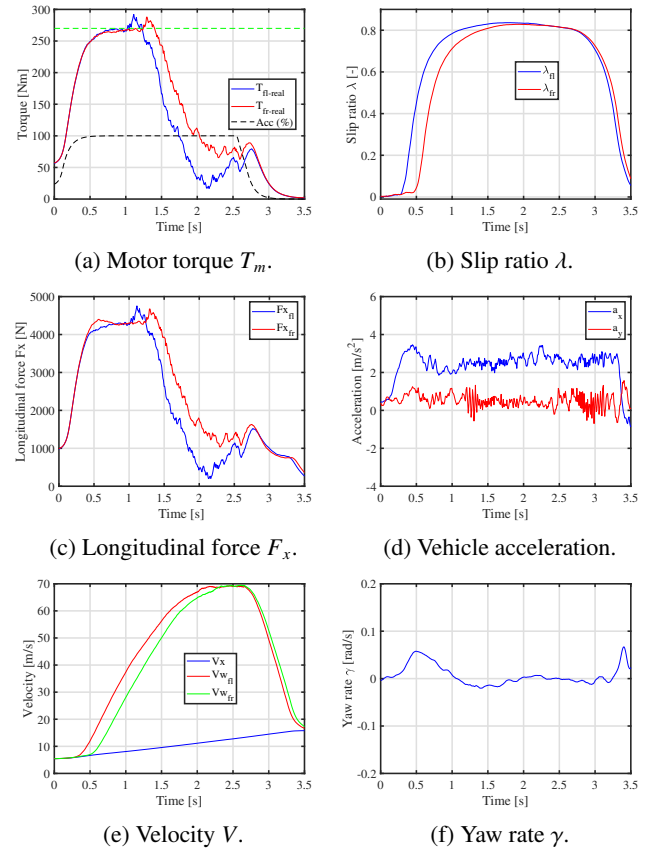 300
250
200
150
100
50
0
Torque [Nm]
T_fl-real
T_fr-real
Acc (%)
0 0.5 1 1.5 2 2.5 3 3.5
Time [s]
(a) Motor torque T_m.
0.8
0.6
0.4
0.2
0
Slip ratio λ [-]
λ_fl
λ_fr
0 0.5 1 1.5 2 2.5 3 3.5
Time [s]
(b) Slip ratio λ.
5000
4000
3000
2000
1000
0
Longitudinal force Fx [N]
Fx_fl
Fx_fr
0 0.5 1 1.5 2 2.5 3 3.5
Time [s]
(c) Longitudinal force F_x.
6
4
2
0
-2
-4
Acceleration [m/s²]
a_x
a_y
0 0.5 1 1.5 2 2.5 3 3.5
Time [s]
(d) Vehicle acceleration.
70
60
50
40
30
20
10
0
Velocity [m/s]
Vx
Vw_fl
Vw_fr
0 0.5 1 1.5 2 2.5 3 3.5
Time [s]
(e) Velocity V.
0.2
0.1
0
-0.1
-0.2
Yaw rate γ [rad/s]
0 0.5 1 1.5 2 2.5 3 3.5
Time [s]
(f) Yaw rate γ.